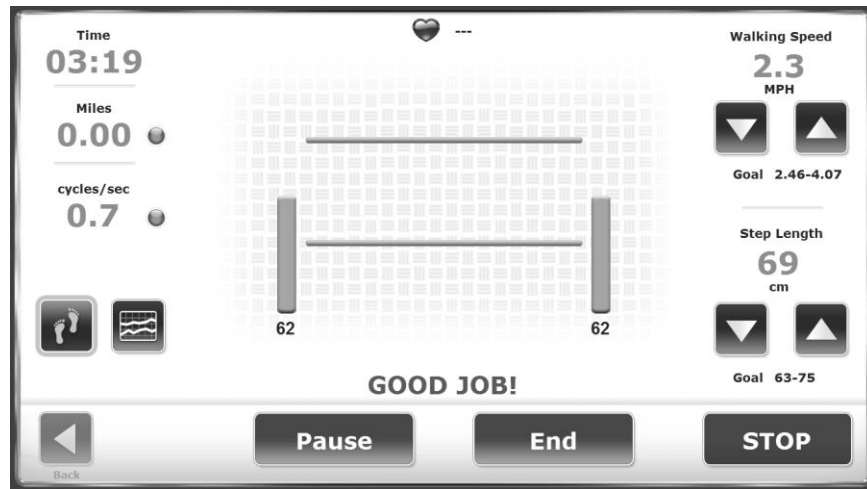 Time
03:19
Miles
0.00
cycles/sec
0.7
---
62
62
GOOD JOB!
Walking Speed
2.3
MPH
Goal 2.46-4.07
Step Length
69
cm
Goal 63-75
Back
Pause
End
STOP